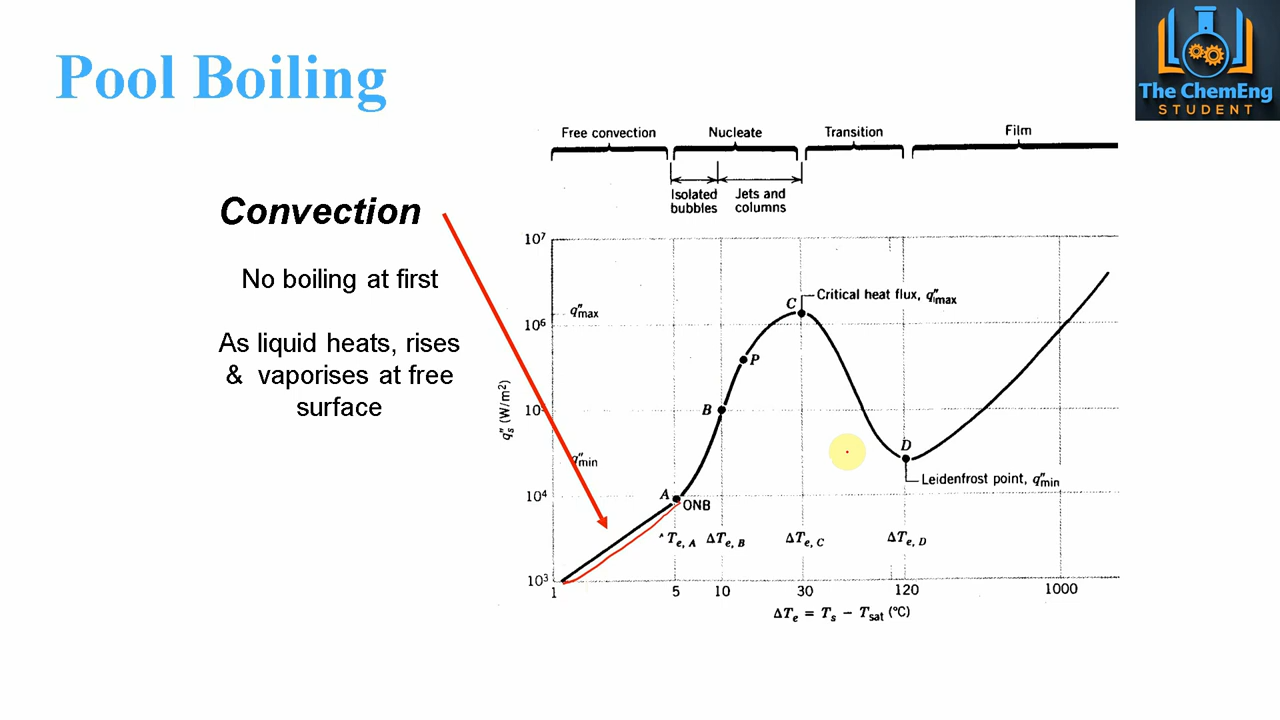 Pool Boiling
The ChemEng
STUDENT
Free convection
Nucleate
Transition
Film
Isolated
bubbles
Jets and
columns
Convection
No boiling at first
As liquid heats, rises
& vaporises at free
surface
10⁷
q″max
10⁶
10⁵
q″min
10⁴
10³
q″s (W/m²)
C
Critical heat flux, q″max
P
B
A
ONB
D
Leidenfrost point, q″min
Te, A
ΔTe, B
ΔTe, C
ΔTe, D
1
5
10
30
120
1000
ΔTe = Ts − Tsat (°C)